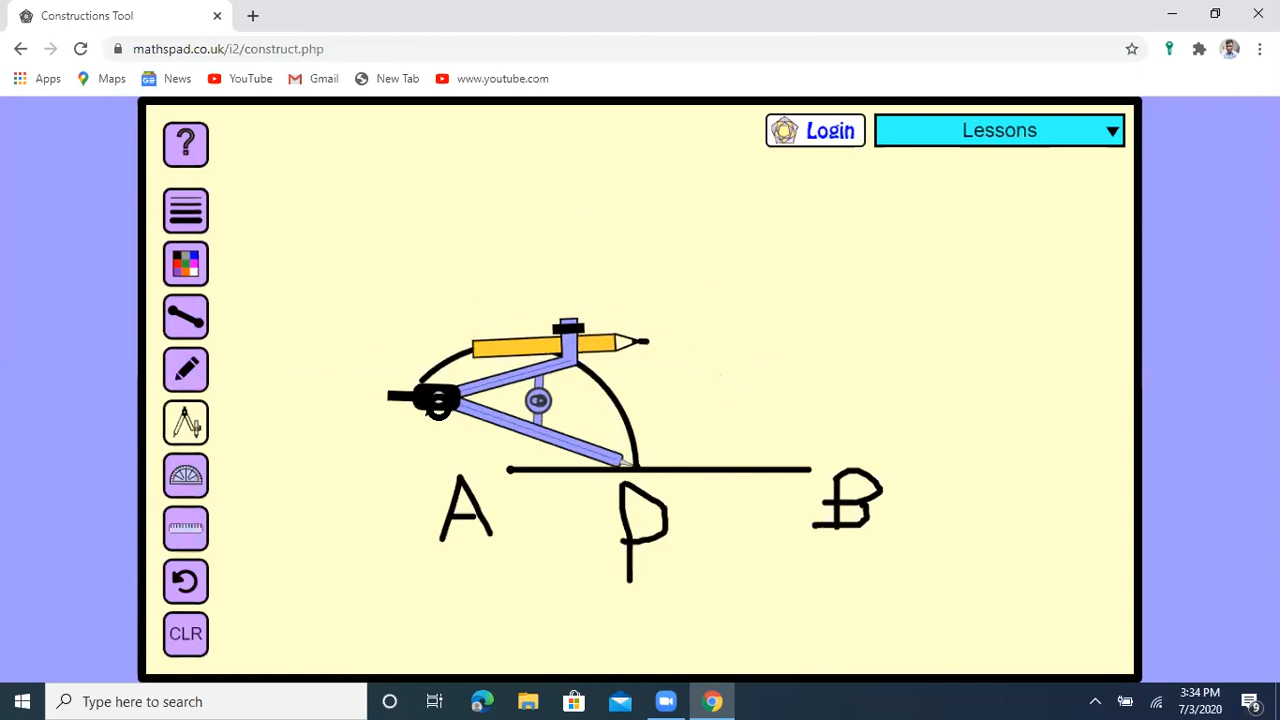 Constructions Tool
mathspad.co.uk/i2/construct.php
Apps Maps News YouTube Gmail New Tab www.youtube.com
? Login Lessons
A P B
CLR
Type here to search
3:34 PM
7/3/2020
9